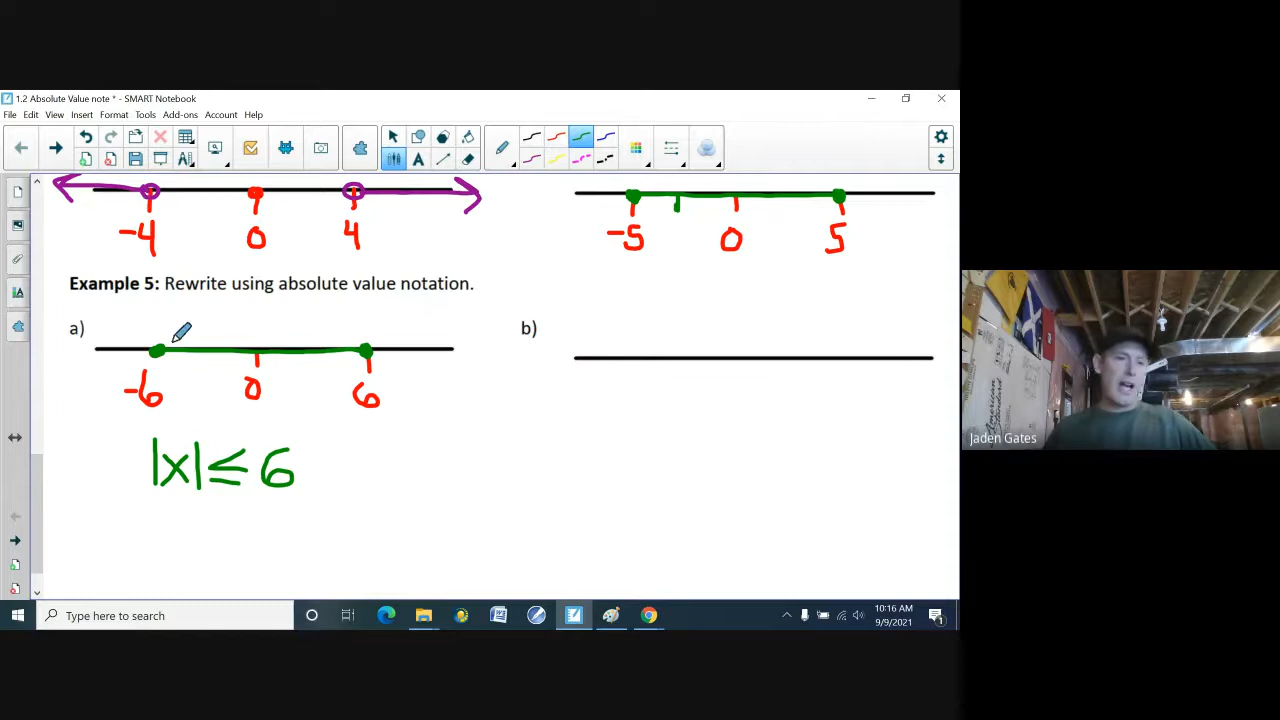 1.2 Absolute Value note * - SMART Notebook
File Edit View Insert Format Tools Add-ons Account Help
-4 0 4
-5 0 5
Example 5: Rewrite using absolute value notation.
a)
b)
-6 0 6
|x| ≤ 6
Jaden Gates
Type here to search
10:16 AM
9/9/2021